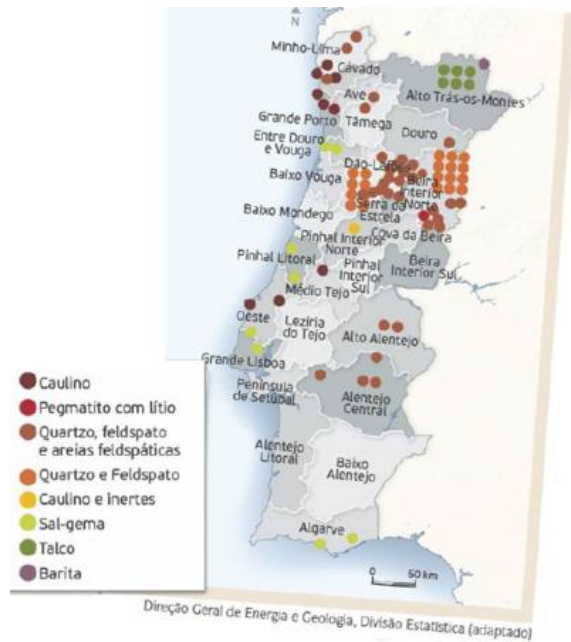 N
Minho-Lima
Cávado
Ave
Alto Trás-os-Montes
Grande Porto
Tâmega
Douro
Entre Douro
e Vouga
Dão-Lafões
Baixo Vouga
Beira
Interior
Norte
Serra da
Estrela
Baixo Mondego
Cova da Beira
Pinhal Interior
Norte
Pinhal Litoral
Pinhal
Interior
Sul
Beira
Interior Sul
Médio Tejo
Oeste
Lezíria
do Tejo
Alto Alentejo
Grande Lisboa
Península
de Setúbal
Alentejo
Central
Alentejo
Litoral
Baixo
Alentejo
Algarve
Caulino
Pegmatito com lítio
Quartzo, feldspato
e areias feldspáticas
Quartzo e Feldspato
Caulino e inertes
Sal-gema
Talco
Barita
0 50 km
Direção Geral de Energia e Geologia, Divisão Estatística (adaptado)